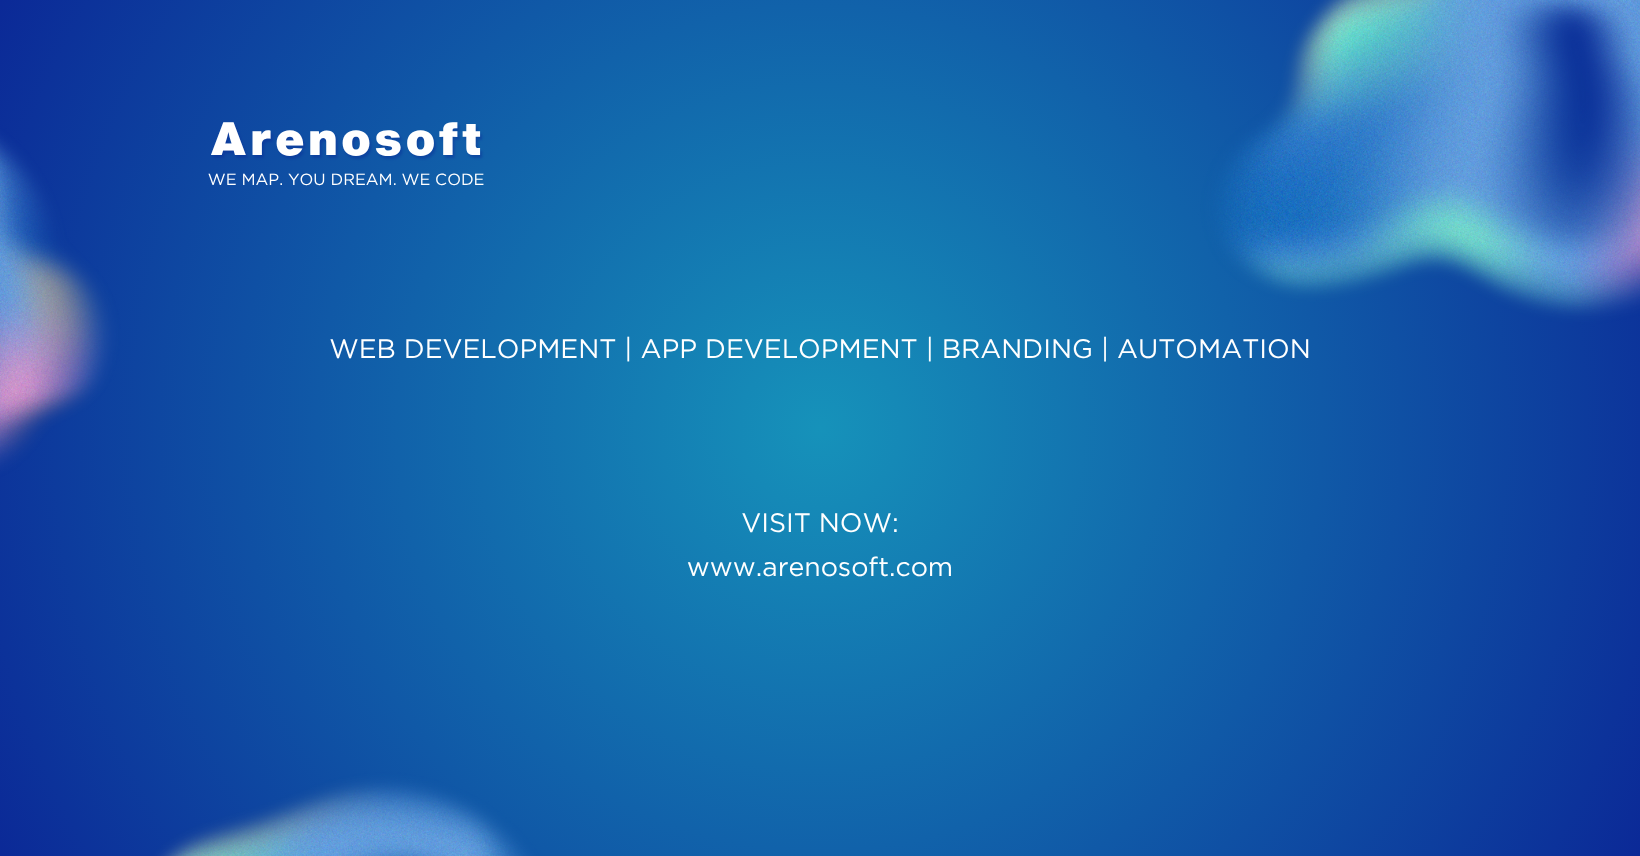 Arenosoft
WE MAP. YOU DREAM. WE CODE
WEB DEVELOPMENT | APP DEVELOPMENT | BRANDING | AUTOMATION
VISIT NOW:
www.arenosoft.com